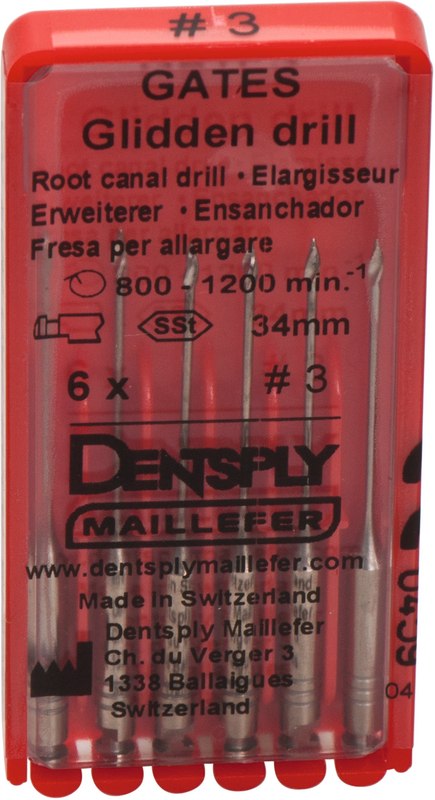 # 3
GATES
Glidden drill
Root canal drill • Elargisseur
Erweiterer • Ensanchador
Fresa per allargare
800 - 1200 min.-1
SSt 34mm
6 x # 3
DENTSPLY
MAILLEFER
www.dentsplymaillefer.com
Made in Switzerland
Dentsply Maillefer
Ch. du Verger 3
1338 Ballaigues
Switzerland
04